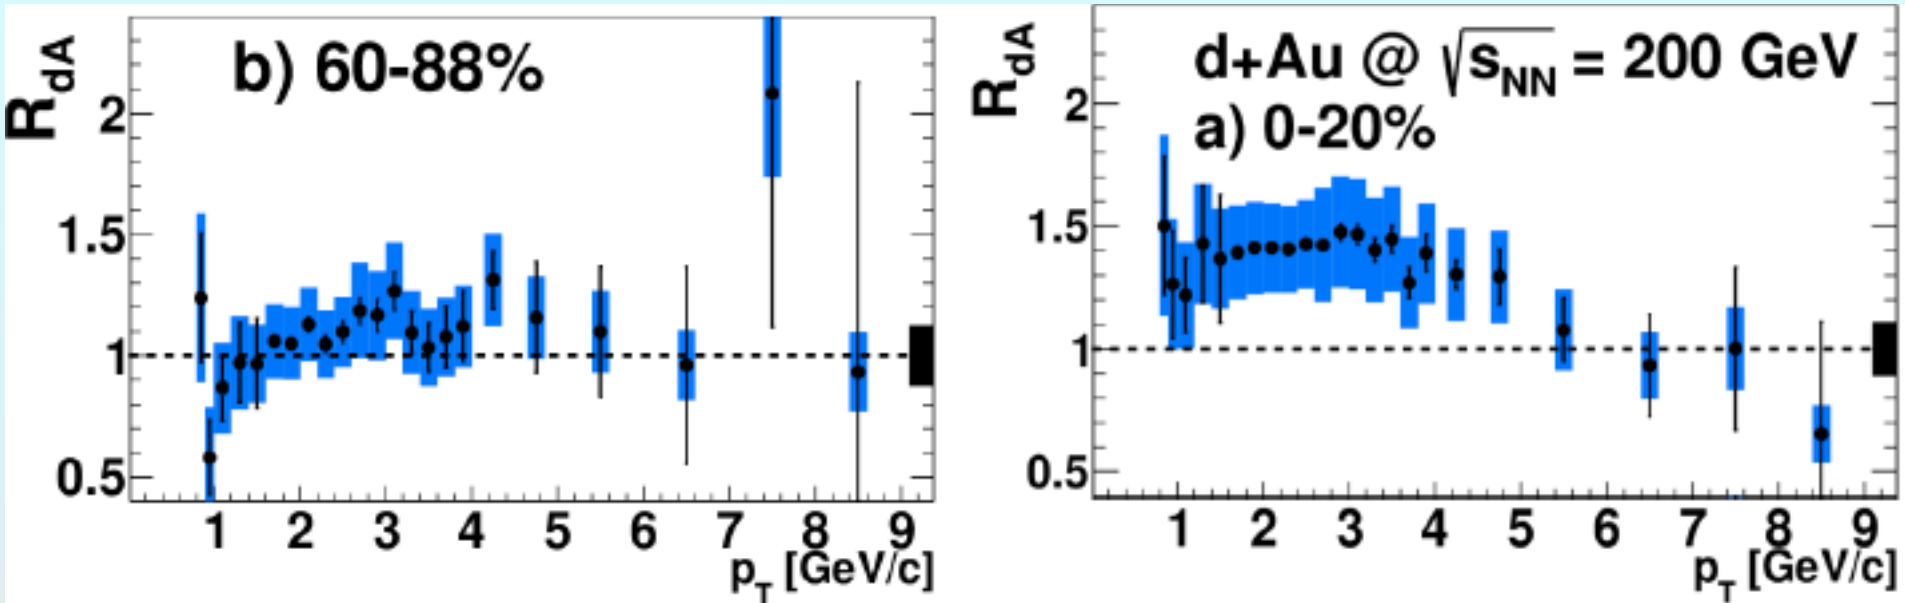 R_dA
b) 60-88%
2
1.5
1
0.5
1 2 3 4 5 6 7 8 9
p_T [GeV/c]
R_dA
d+Au @ √s_NN = 200 GeV
a) 0-20%
2
1.5
1
0.5
1 2 3 4 5 6 7 8 9
p_T [GeV/c]